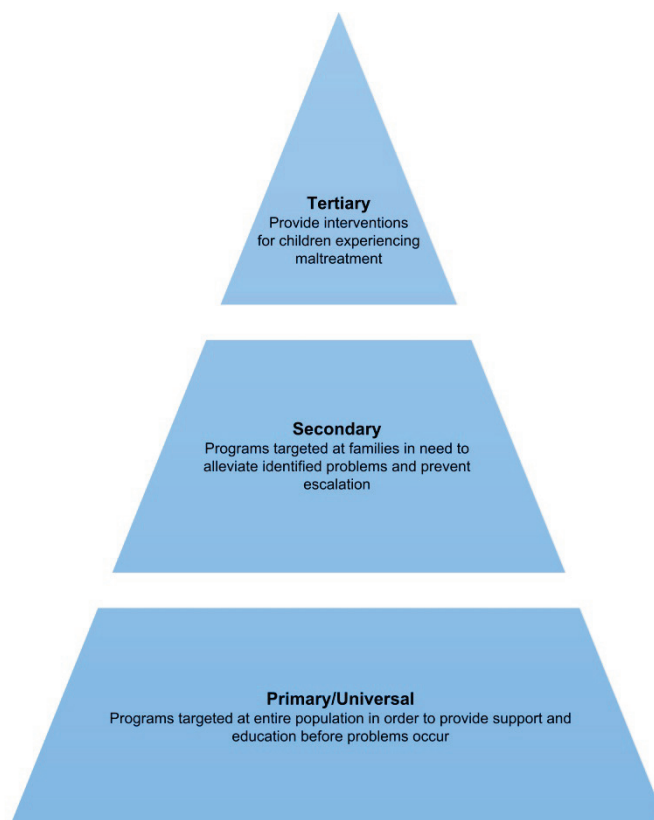 Tertiary
Provide interventions
for children experiencing
maltreatment
Secondary
Programs targeted at families in need to
alleviate identified problems and prevent
escalation
Primary/Universal
Programs targeted at entire population in order to provide support and
education before problems occur